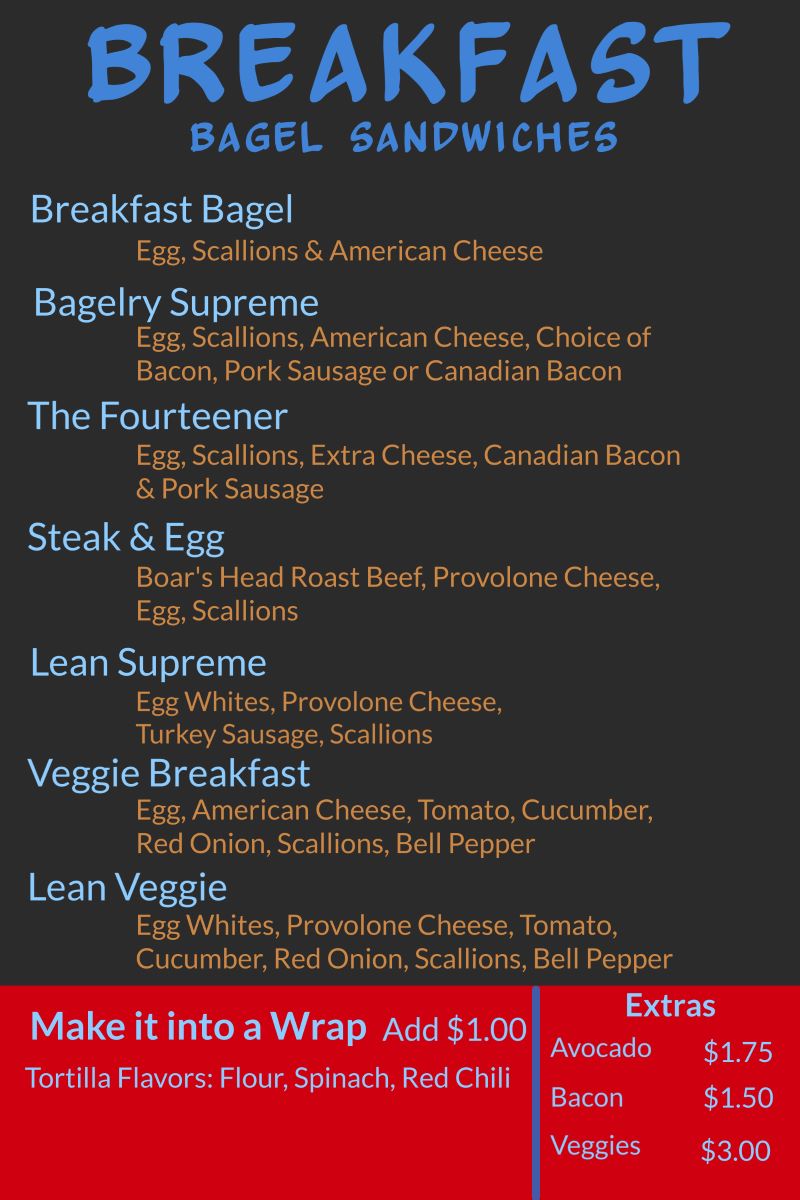 BREAKFAST
BAGEL SANDWICHES
Breakfast Bagel
Egg, Scallions & American Cheese
Bagelry Supreme
Egg, Scallions, American Cheese, Choice of
Bacon, Pork Sausage or Canadian Bacon
The Fourteener
Egg, Scallions, Extra Cheese, Canadian Bacon
& Pork Sausage
Steak & Egg
Boar's Head Roast Beef, Provolone Cheese,
Egg, Scallions
Lean Supreme
Egg Whites, Provolone Cheese,
Turkey Sausage, Scallions
Veggie Breakfast
Egg, American Cheese, Tomato, Cucumber,
Red Onion, Scallions, Bell Pepper
Lean Veggie
Egg Whites, Provolone Cheese, Tomato,
Cucumber, Red Onion, Scallions, Bell Pepper
Make it into a Wrap Add $1.00
Tortilla Flavors: Flour, Spinach, Red Chili
Extras
Avocado $1.75
Bacon $1.50
Veggies $3.00